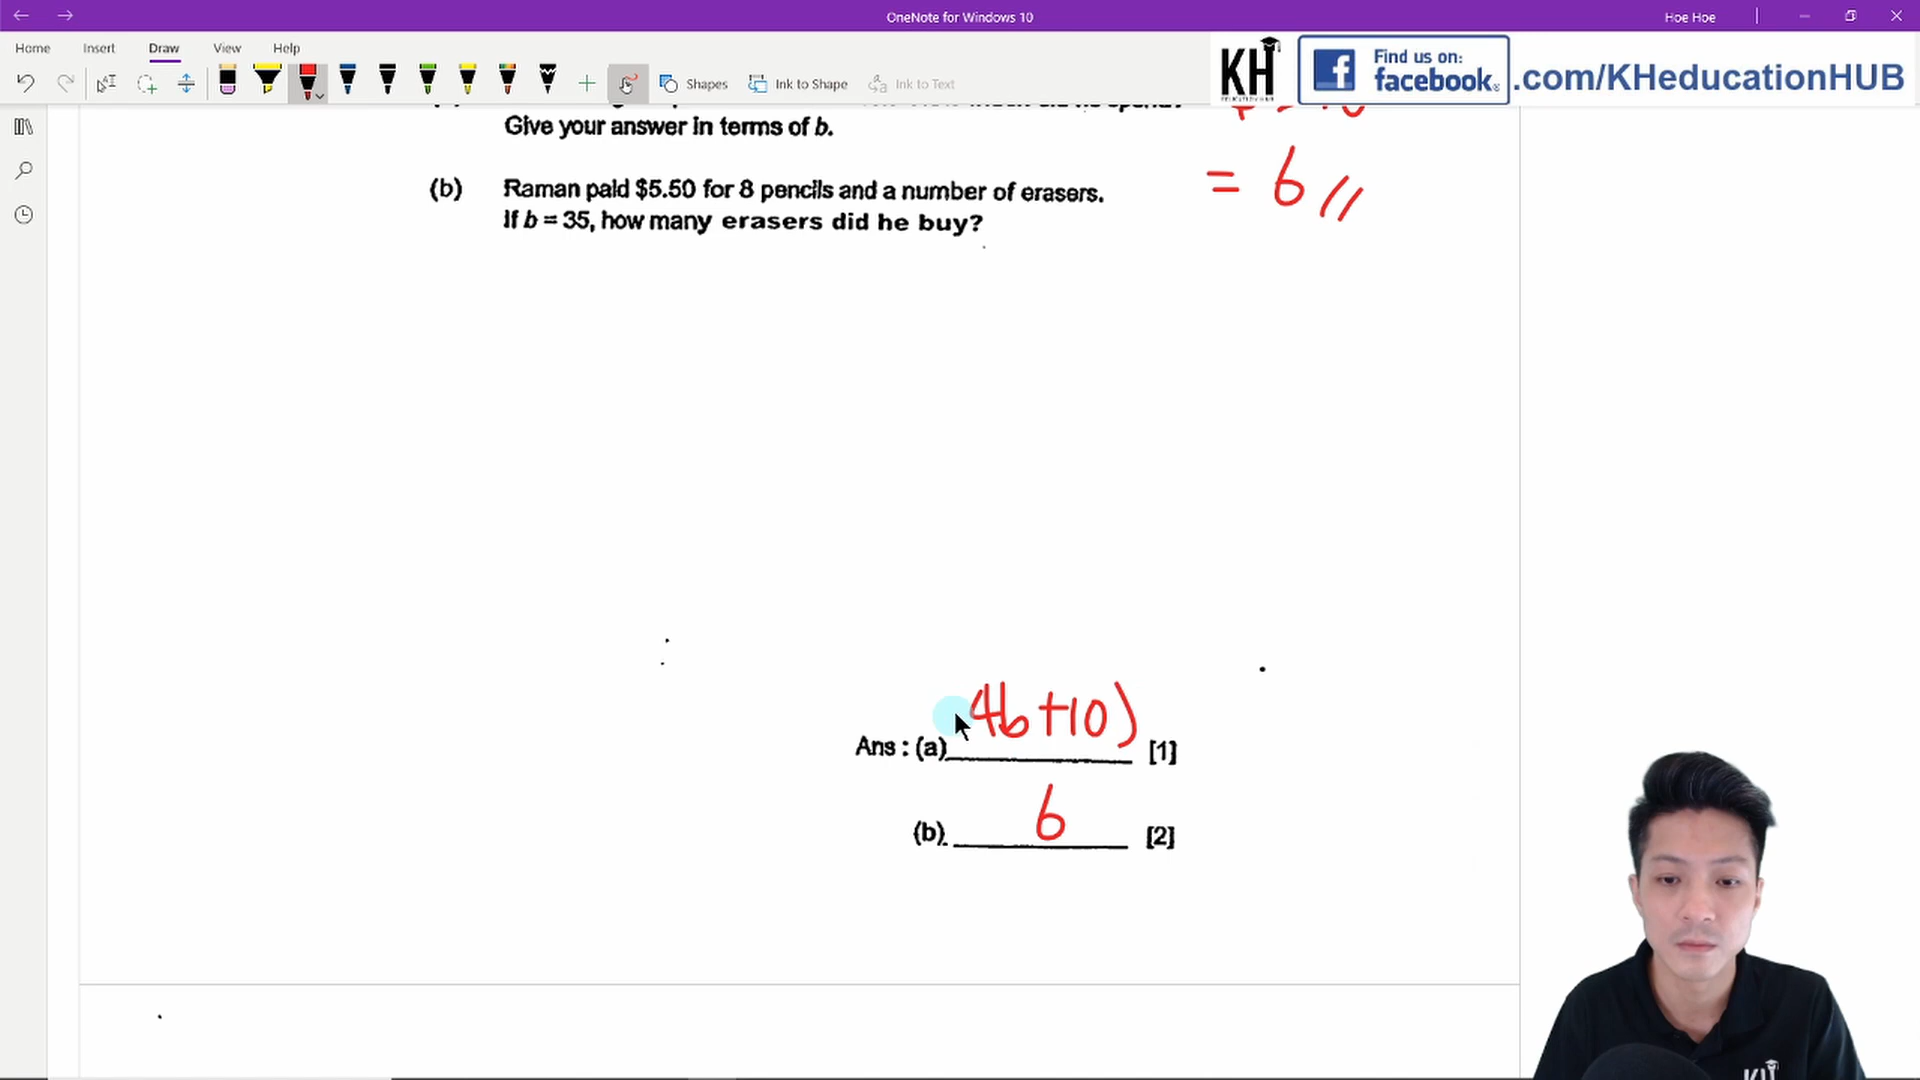 OneNote for Windows 10
Hoe Hoe
Home Insert Draw View Help
Shapes
Ink to Shape
Ink to Text
KH
Find us on:
facebook
.com/KHeducationHUB
Give your answer in terms of b.
= 6 //
(b) Raman paid $5.50 for 8 pencils and a number of erasers.
If b = 35, how many erasers did he buy?
4b+10)
Ans : (a) [1]
6
(b) [2]
KH